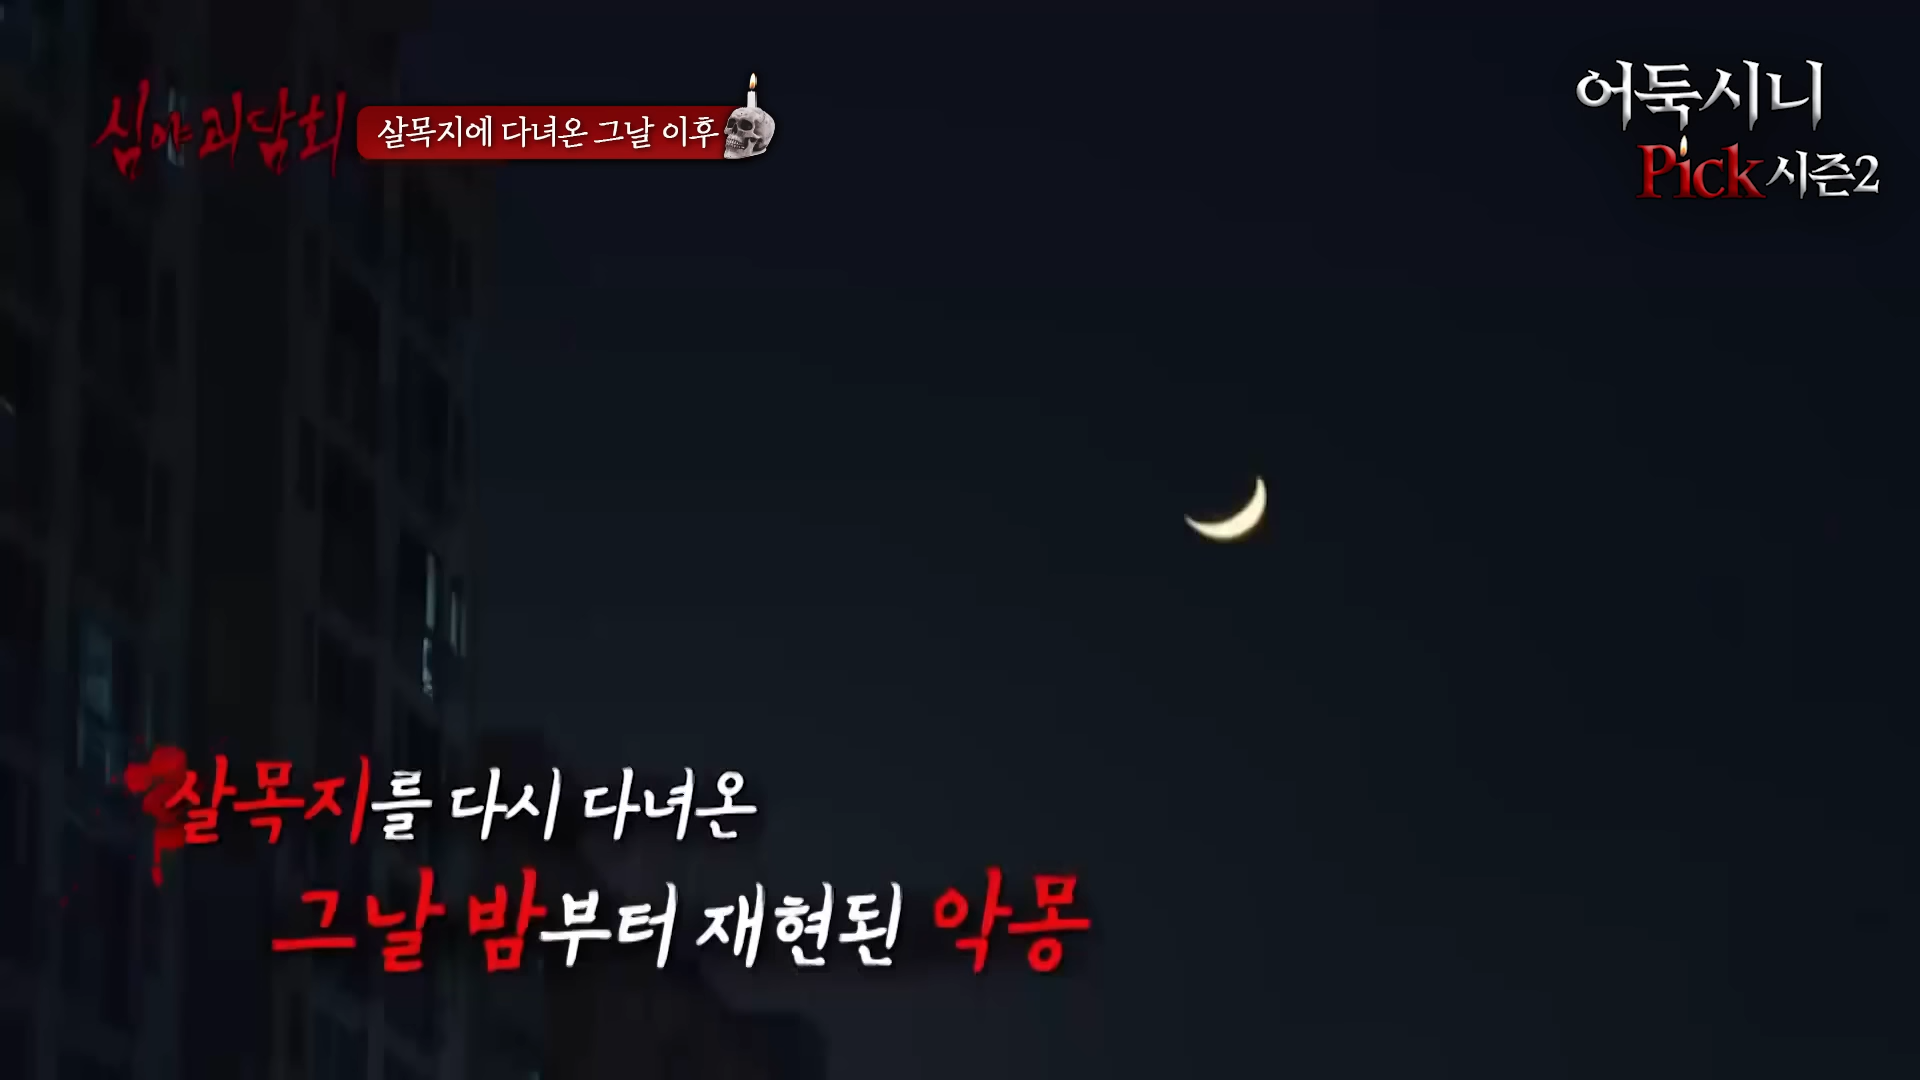 심야괴담회
살목지에 다녀온 그날 이후
어둑시니
Pick 시즌2
살목지를 다시 다녀온
그날 밤부터 재현된 악몽